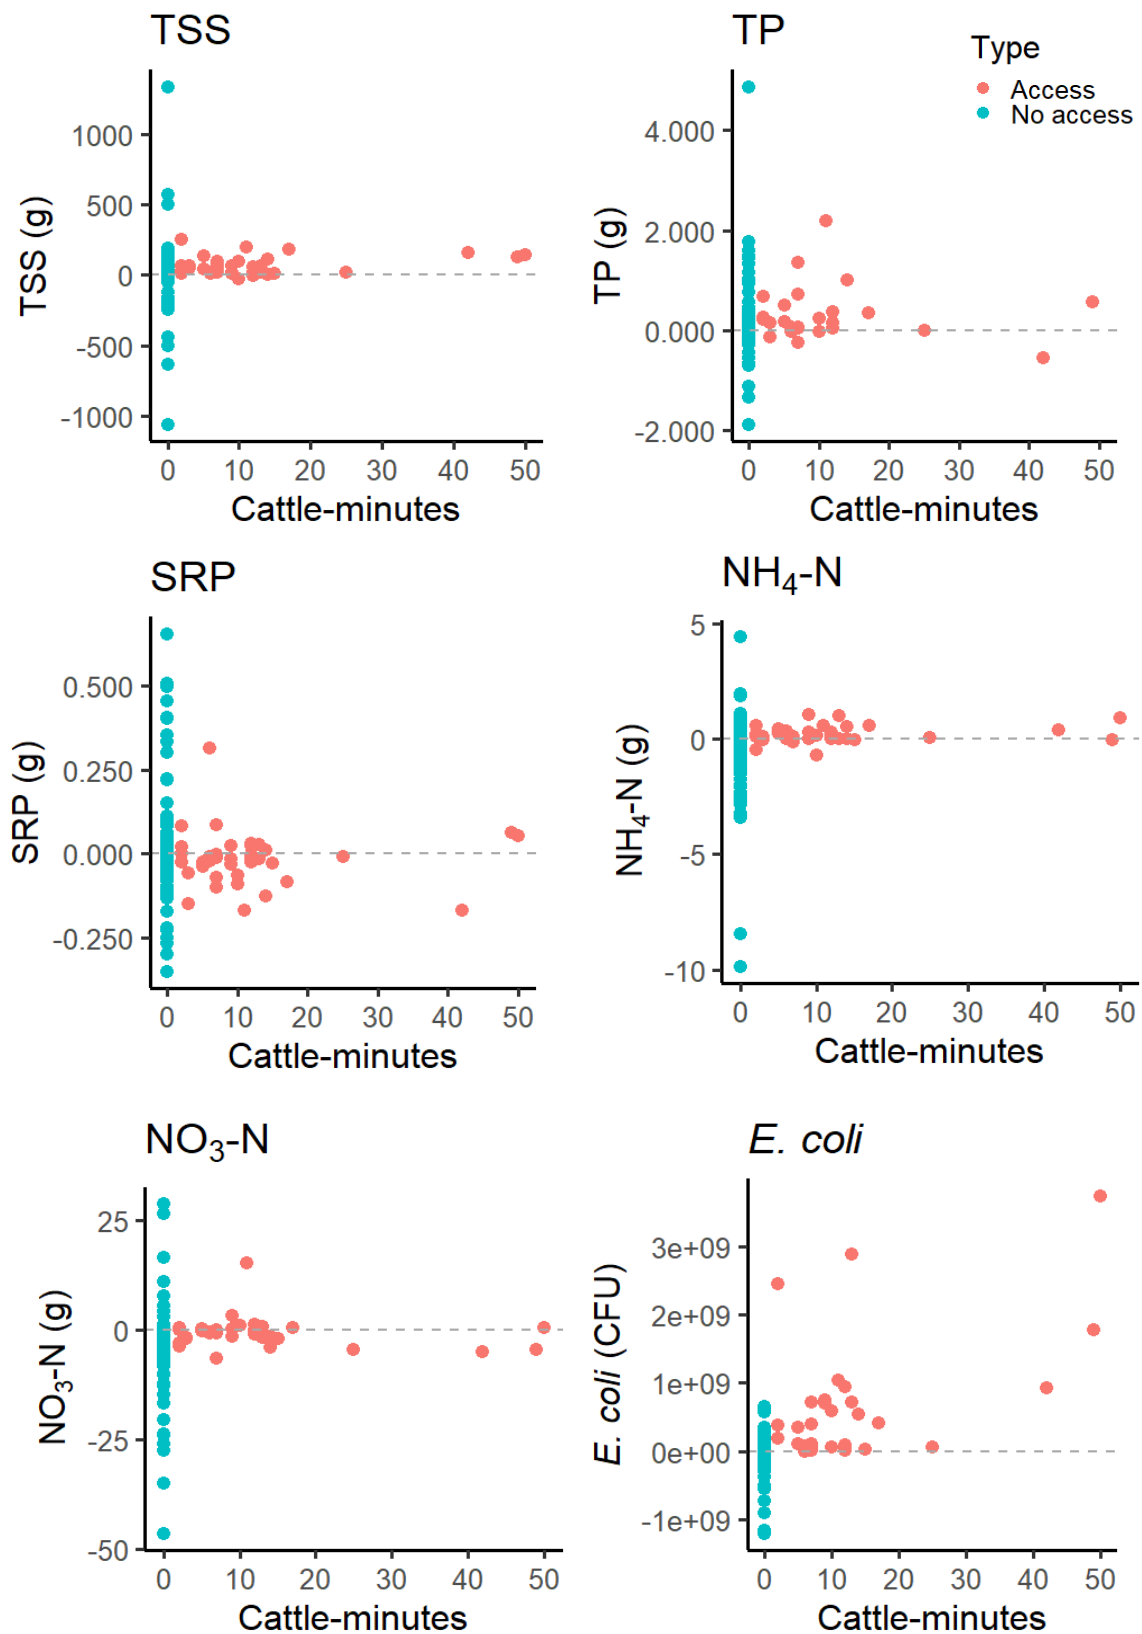 TSS
TSS (g)
1000
500
0
-500
-1000
0 10 20 30 40 50
Cattle-minutes
TP
Type
Access
No access
TP (g)
4.000
2.000
0.000
-2.000
0 10 20 30 40 50
Cattle-minutes
SRP
SRP (g)
0.500
0.250
0.000
-0.250
0 10 20 30 40 50
Cattle-minutes
NH₄-N
NH₄-N (g)
5
0
-5
-10
0 10 20 30 40 50
Cattle-minutes
NO₃-N
NO₃-N (g)
25
0
-25
-50
0 10 20 30 40 50
Cattle-minutes
E. coli
E. coli (CFU)
3e+09
2e+09
1e+09
0e+00
-1e+09
0 10 20 30 40 50
Cattle-minutes